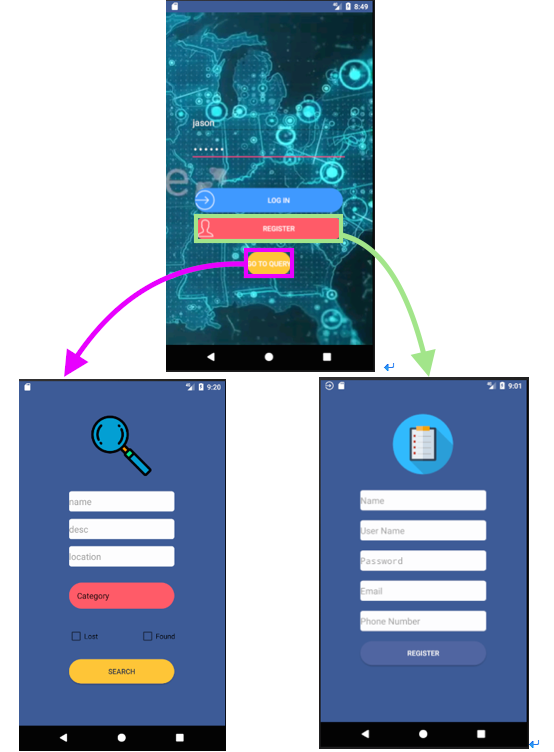 8:49
jason
••••••
e
LOG IN
REGISTER
GO TO QUERY
9:20
name
desc
location
Category
Lost
Found
SEARCH
9:01
Name
User Name
Password
Email
Phone Number
REGISTER